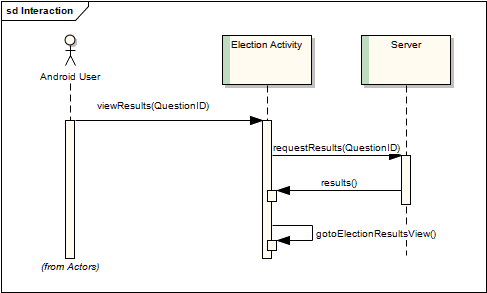 sd Interaction
Android User
Election Activity
Server
viewResults(QuestionID)
requestResults(QuestionID)
results()
gotoElectionResultsView()
(from Actors)